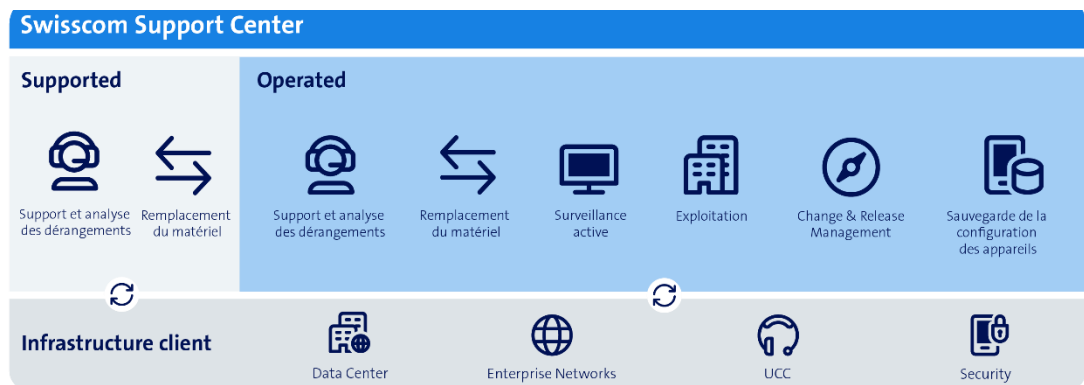 Swisscom Support Center
Supported
Operated
Support et analyse
des dérangements
Remplacement
du matériel
Support et analyse
des dérangements
Remplacement
du matériel
Surveillance
active
Exploitation
Change & Release
Management
Sauvegarde de la
configuration
des appareils
Infrastructure client
Data Center
Enterprise Networks
UCC
Security